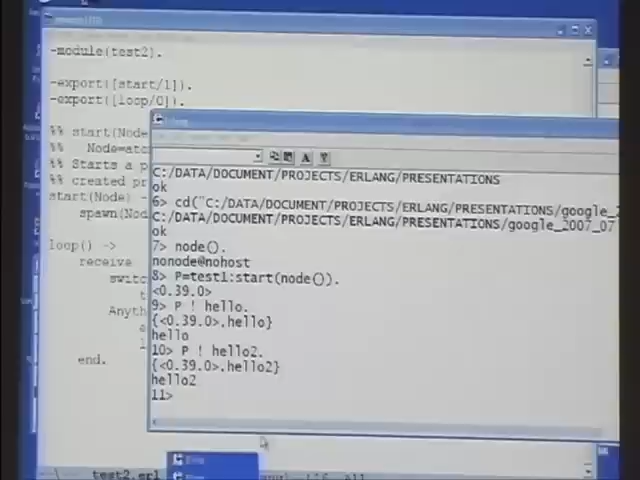 -module(test2).
-export([start/1]).
-export([loop/0]).
%% start(Node
%% Node=ato
%% Starts a p
%% created pr
start(Node) -
spawn(Nod
loop() ->
receive
switc
t
Anyth
a
l
end.
C:/DATA/DOCUMENT/PROJECTS/ERLANG/PRESENTATIONS
ok
6> cd("C:/DATA/DOCUMENT/PROJECTS/ERLANG/PRESENTATIONS/google_2
C:/DATA/DOCUMENT/PROJECTS/ERLANG/PRESENTATIONS/google_2007_07
ok
7> node().
nonode@nohost
8> P=test1:start(node()).
<0.39.0>
9> P ! hello.
{<0.39.0>,hello}
hello
10> P ! hello2.
{<0.39.0>,hello2}
hello2
11>
test2.erl